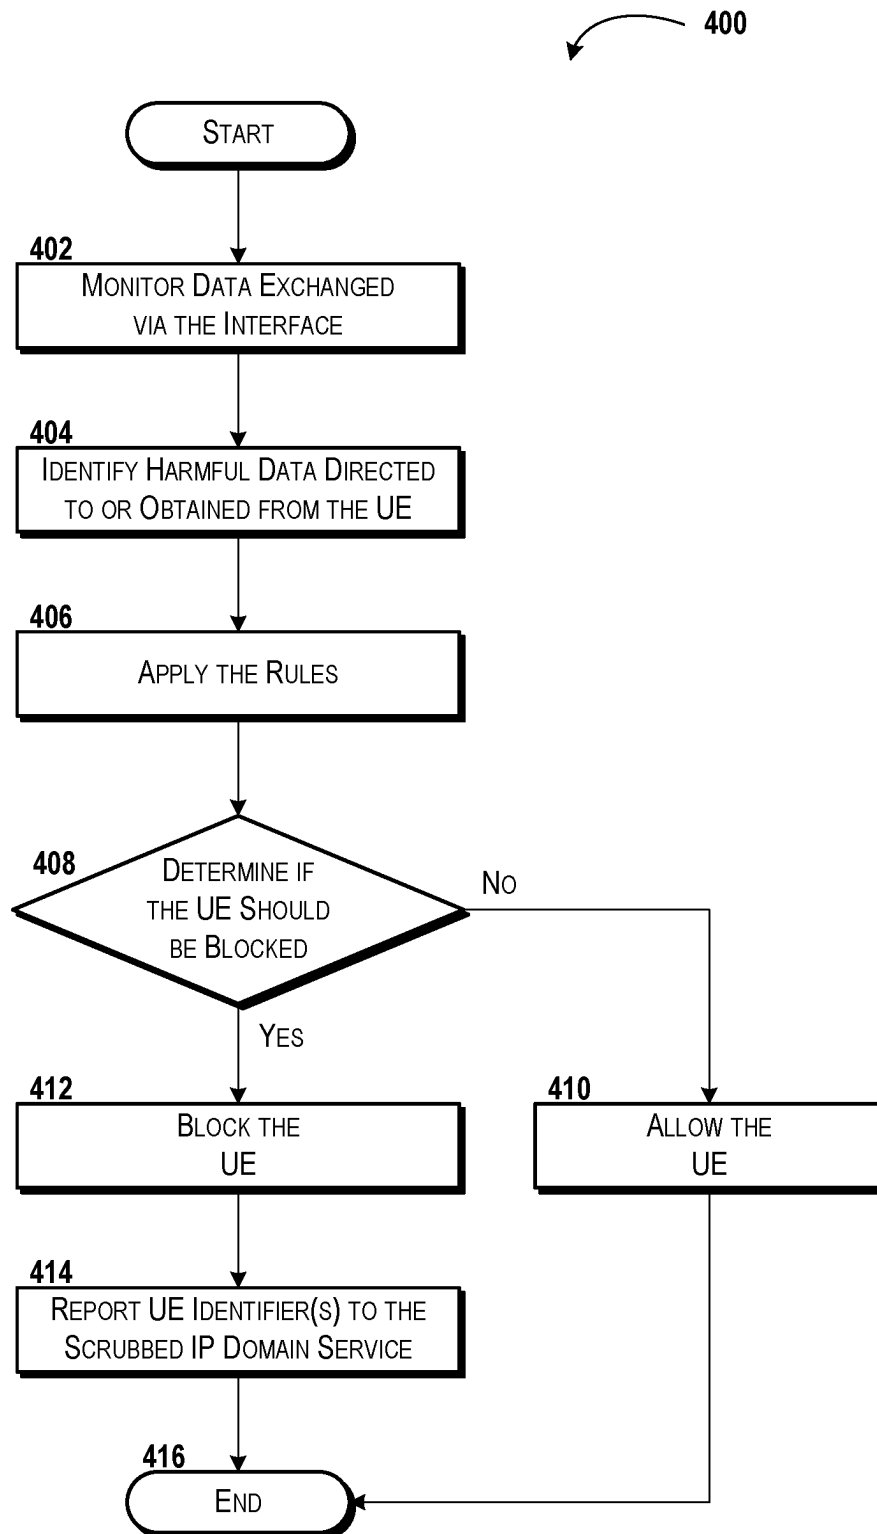 400
START
402
MONITOR DATA EXCHANGED
VIA THE INTERFACE
404
IDENTIFY HARMFUL DATA DIRECTED
TO OR OBTAINED FROM THE UE
406
APPLY THE RULES
408
DETERMINE IF
THE UE SHOULD
BE BLOCKED
NO
YES
412
BLOCK THE
UE
410
ALLOW THE
UE
414
REPORT UE IDENTIFIER(S) TO THE
SCRUBBED IP DOMAIN SERVICE
416
END